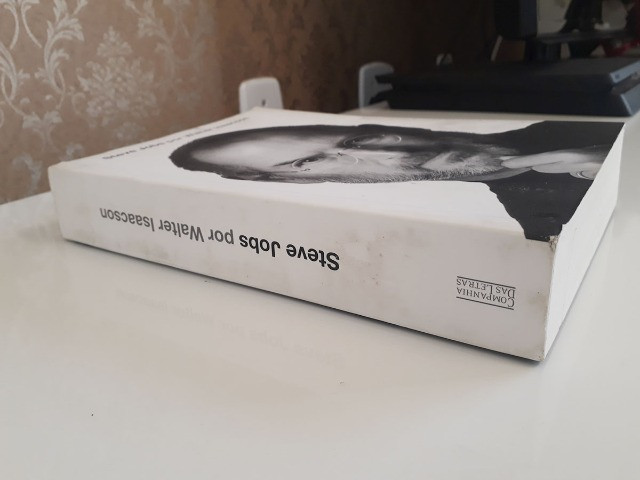 Steve Jobs por Walter Isaacson
COMPANHIA
DAS LETRAS